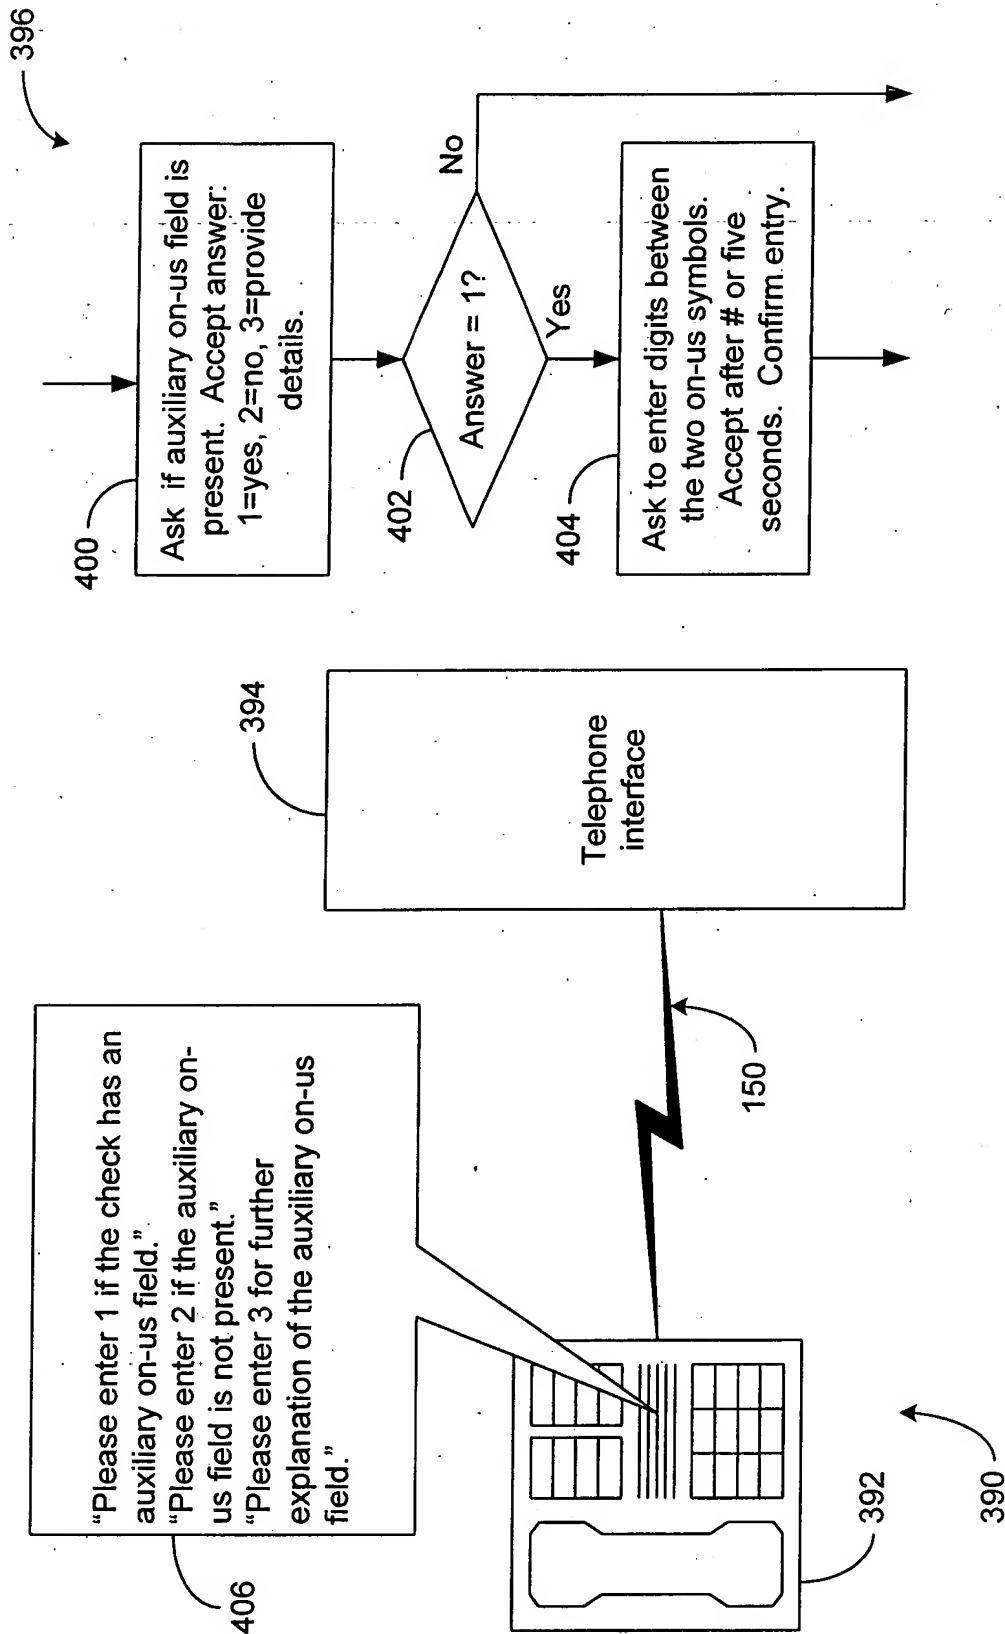 406
"Please enter 1 if the check has an
auxiliary on-us field."
"Please enter 2 if the auxiliary on-
us field is not present."
"Please enter 3 for further
explanation of the auxiliary on-us
field."
392
390
150
394
Telephone
interface
396
400
Ask if auxiliary on-us field is
present. Accept answer:
1=yes, 2=no, 3=provide
details.
402
Answer = 1?
No
Yes
404
Ask to enter digits between
the two on-us symbols.
Accept after # or five
seconds. Confirm entry.